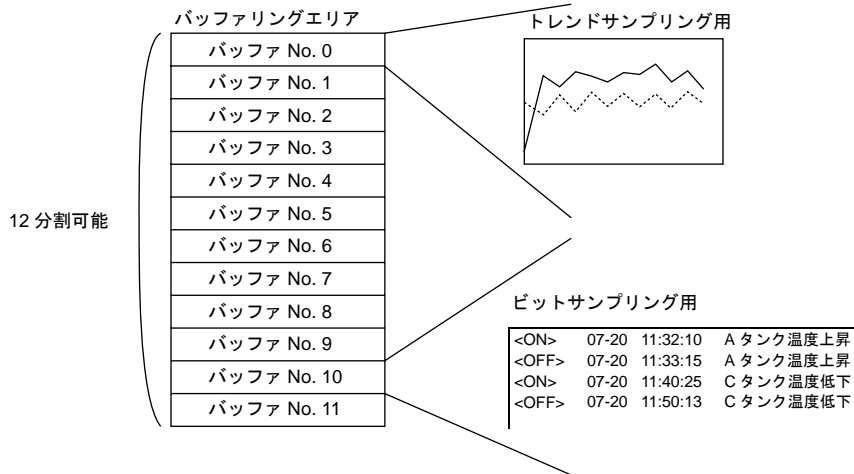 バッファリングエリア
バッファ No. 0
バッファ No. 1
バッファ No. 2
バッファ No. 3
バッファ No. 4
バッファ No. 5
バッファ No. 6
バッファ No. 7
バッファ No. 8
バッファ No. 9
バッファ No. 10
バッファ No. 11
12 分割可能
トレンドサンプリング用
ビットサンプリング用
<ON> 07-20 11:32:10 A タンク温度上昇
<OFF> 07-20 11:33:15 A タンク温度上昇
<ON> 07-20 11:40:25 C タンク温度低下
<OFF> 07-20 11:50:13 C タンク温度低下